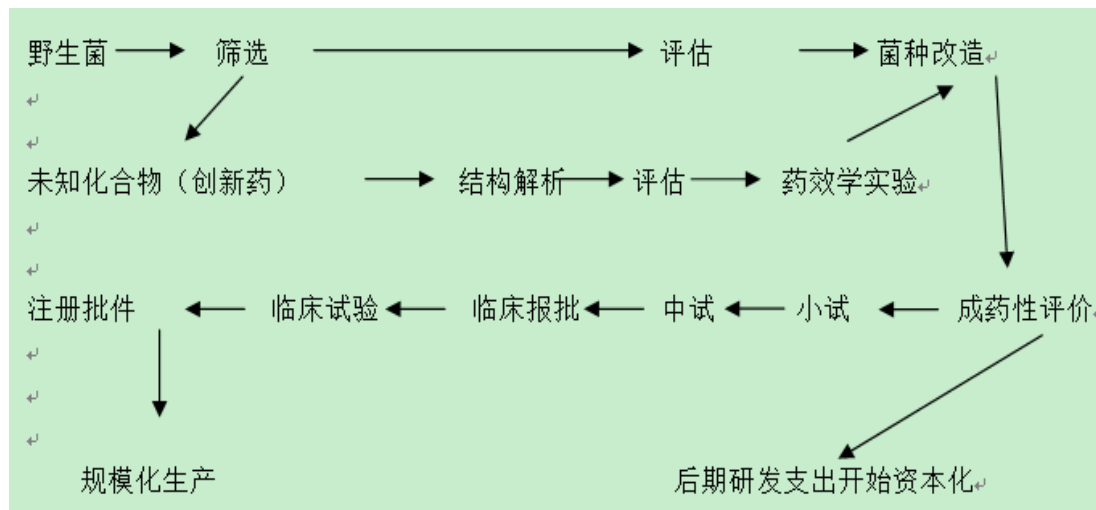 野生菌 筛选 评估 菌种改造
未知化合物（创新药） 结构解析 评估 药效学实验
注册批件 临床试验 临床报批 中试 小试 成药性评价
规模化生产 后期研发支出开始资本化